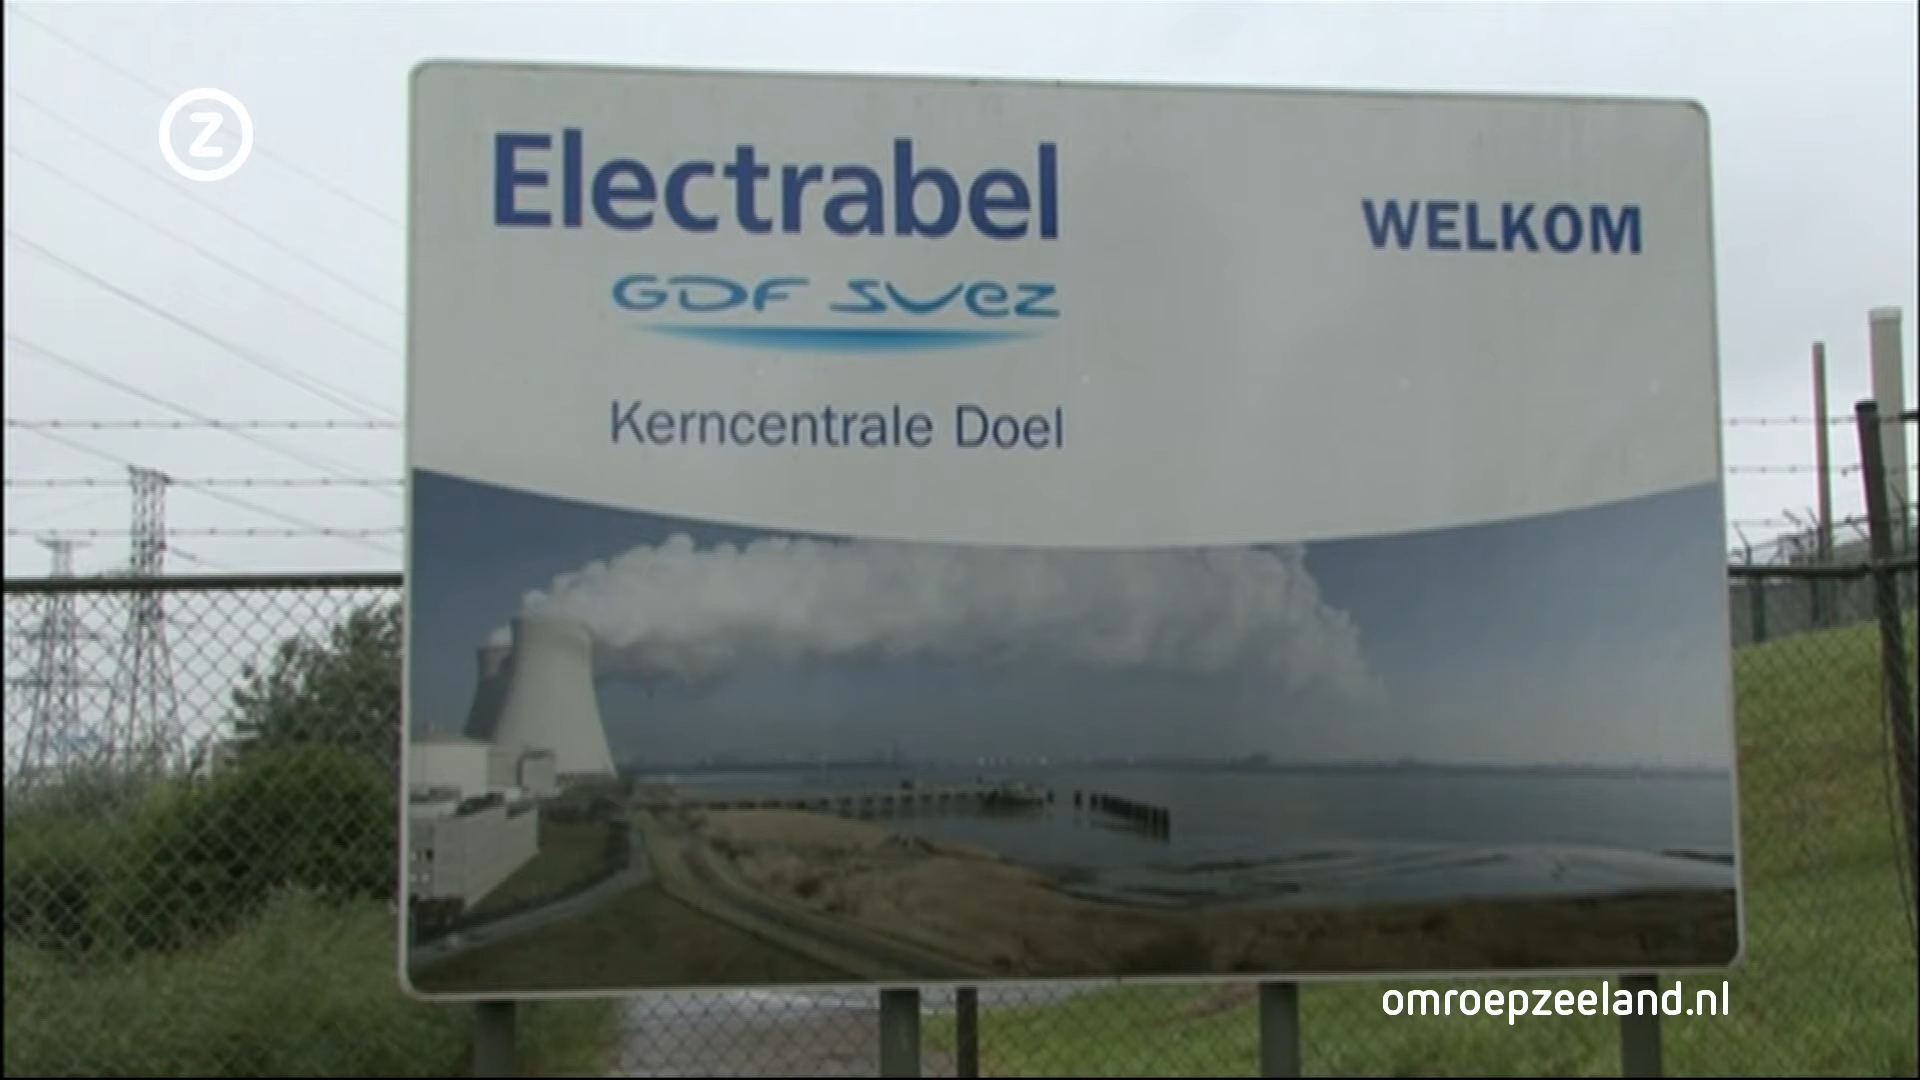 Z
Electrabel
WELKOM
GDF SUEZ
Kerncentrale Doel
omroepzeeland.nl